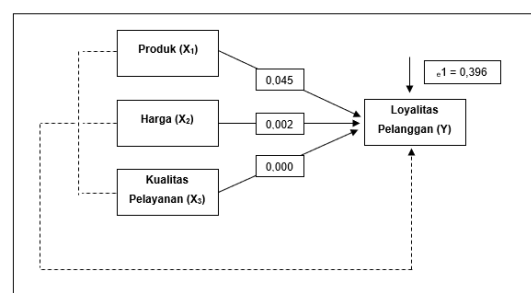 Produk (X₁)
0,045
ₑ1 = 0,396
Harga (X₂)
0,002
Loyalitas
Pelanggan (Y)
0,000
Kualitas
Pelayanan (X₃)